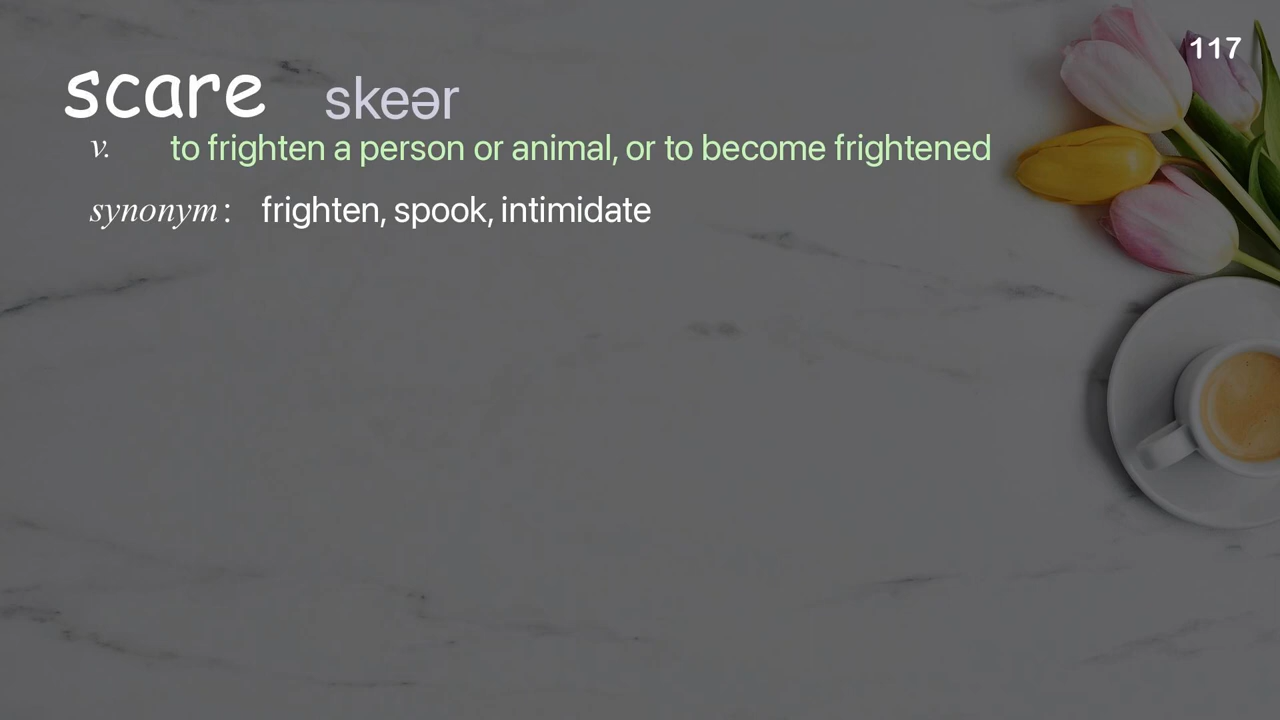 117
scare skeər
v. to frighten a person or animal, or to become frightened
synonym: frighten, spook, intimidate